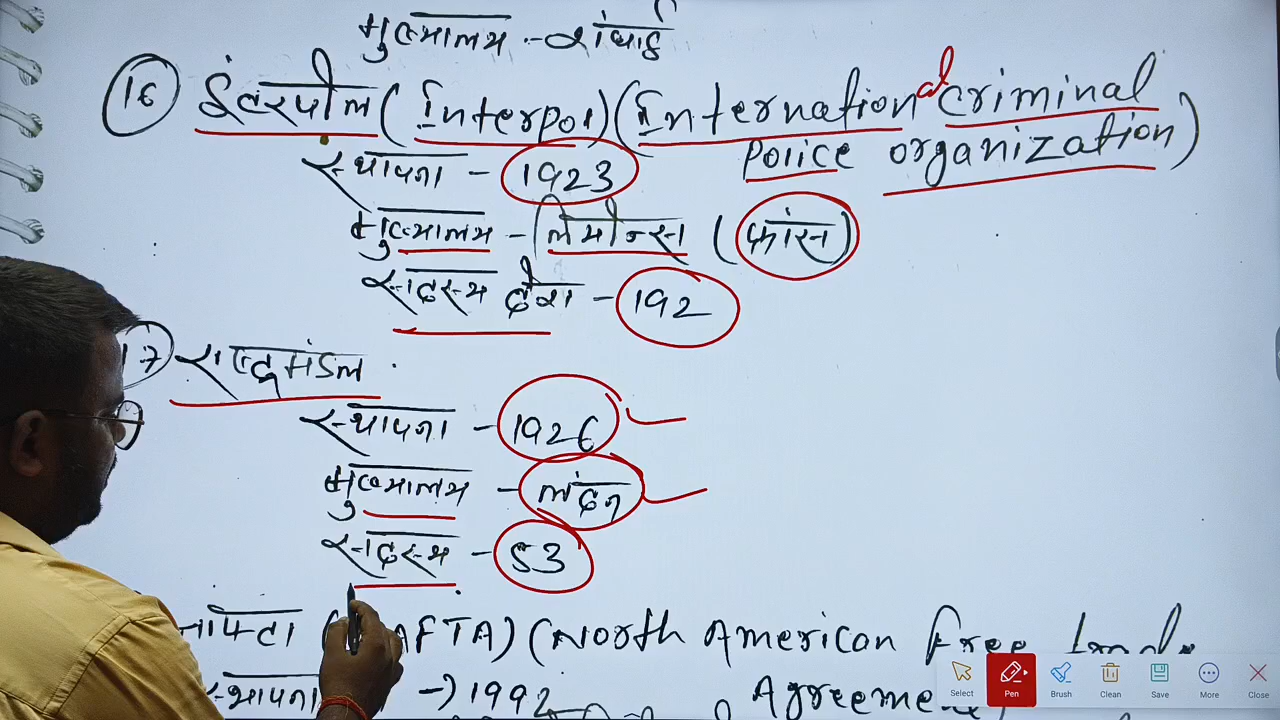 मुख्यालय - शंघाई
16 इंटरपोल (Interpol) (International criminal
Police organization)
स्थापना - 1923
मुख्यालय - लियोन्स (फ्रांस)
सदस्य देश - 192
17 राष्ट्रमंडल
स्थापना - 1926
मुख्यालय - लंदन
सदस्य - 53
नाफ्टा (NAFTA) (North American free trade
स्थापना -) 1992 Agreement
Select Pen Brush Clean Save More Close